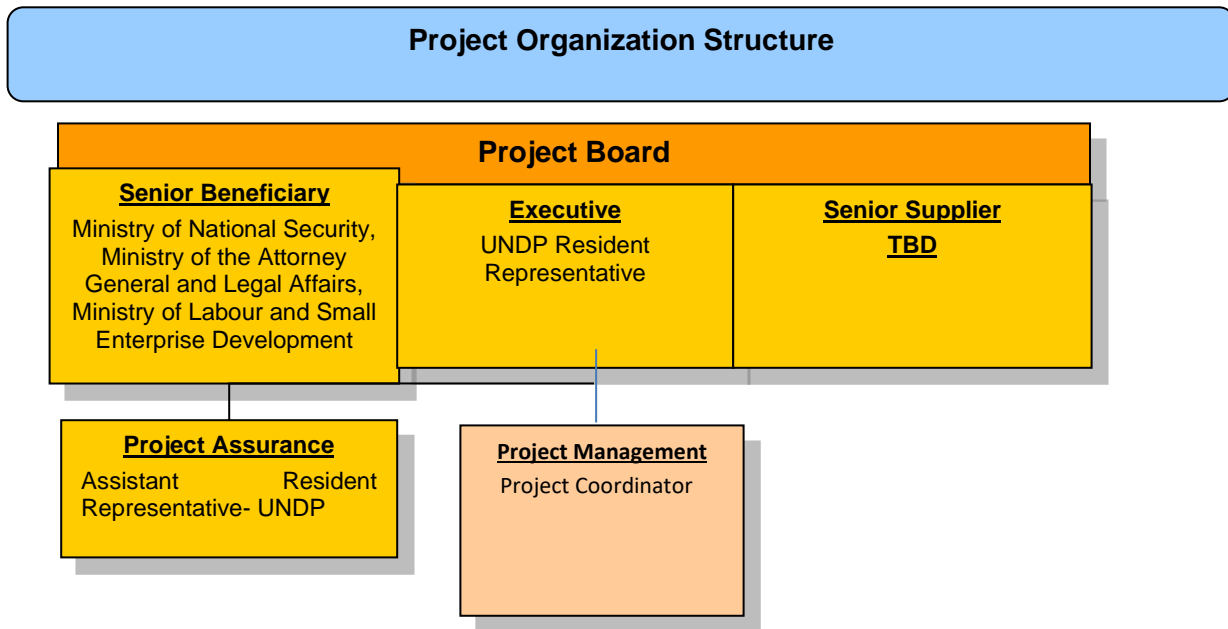 Project Organization Structure
Project Board
Senior Beneficiary
Ministry of National Security,
Ministry of the Attorney
General and Legal Affairs,
Ministry of Labour and Small
Enterprise Development
Executive
UNDP Resident
Representative
Senior Supplier
TBD
Project Assurance
Assistant Resident
Representative- UNDP
Project Management
Project Coordinator